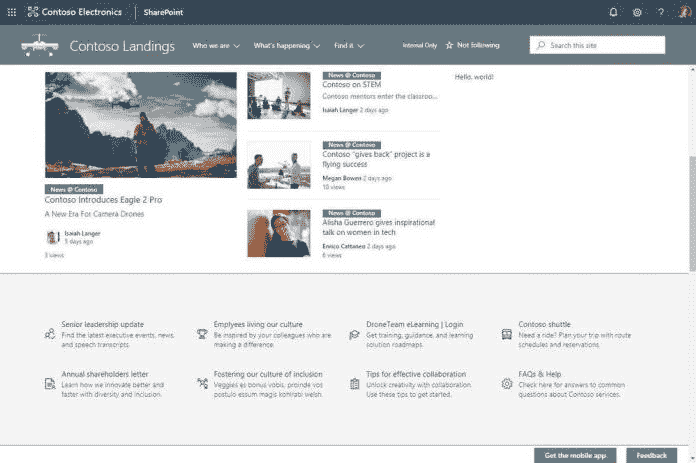 Contoso Electronics
SharePoint
Contoso Landings
Who we are
What's happening
Find it
Internal Only
Not following
Search this site
News @ Contoso
Contoso Introduces Eagle 2 Pro
A New Era For Camera Drones
Isaiah Langer
5 days ago
3 views
News @ Contoso
Contoso on STEM
Contoso mentors enter the classroo...
Isaiah Langer 2 days ago
News @ Contoso
Contoso "gives back" project is a
flying success
Megan Bowen 2 days ago
10 views
News @ Contoso
Alisha Guerrero gives inspirational
talk on women in tech
Enrico Cattaneo 2 days ago
6 views
Hello, world!
Senior leadership update
Find the latest executive events, news,
and speech transcripts.
Emplyees living our culture
Be inspired by your colleagues who are
making a difference.
DroneTeam eLearning | Login
Get training, guidance, and learning
solution roadmaps.
Contoso shuttle
Need a ride? Plan your trip with route
schedules and reservations.
Annual shareholders letter
Learn how we innovate better and
faster with diversity and inclusion.
Fostering our culture of inclusion
Veggies es bonus vobis, proinde vos
postulo essum magis kohlrabi welsh.
Tips for effective collaboration
Unlock creativity with collaboration.
Use these tips to get started.
FAQs & Help
Check here for answers to common
questions about Contoso services.
Get the mobile app
Feedback